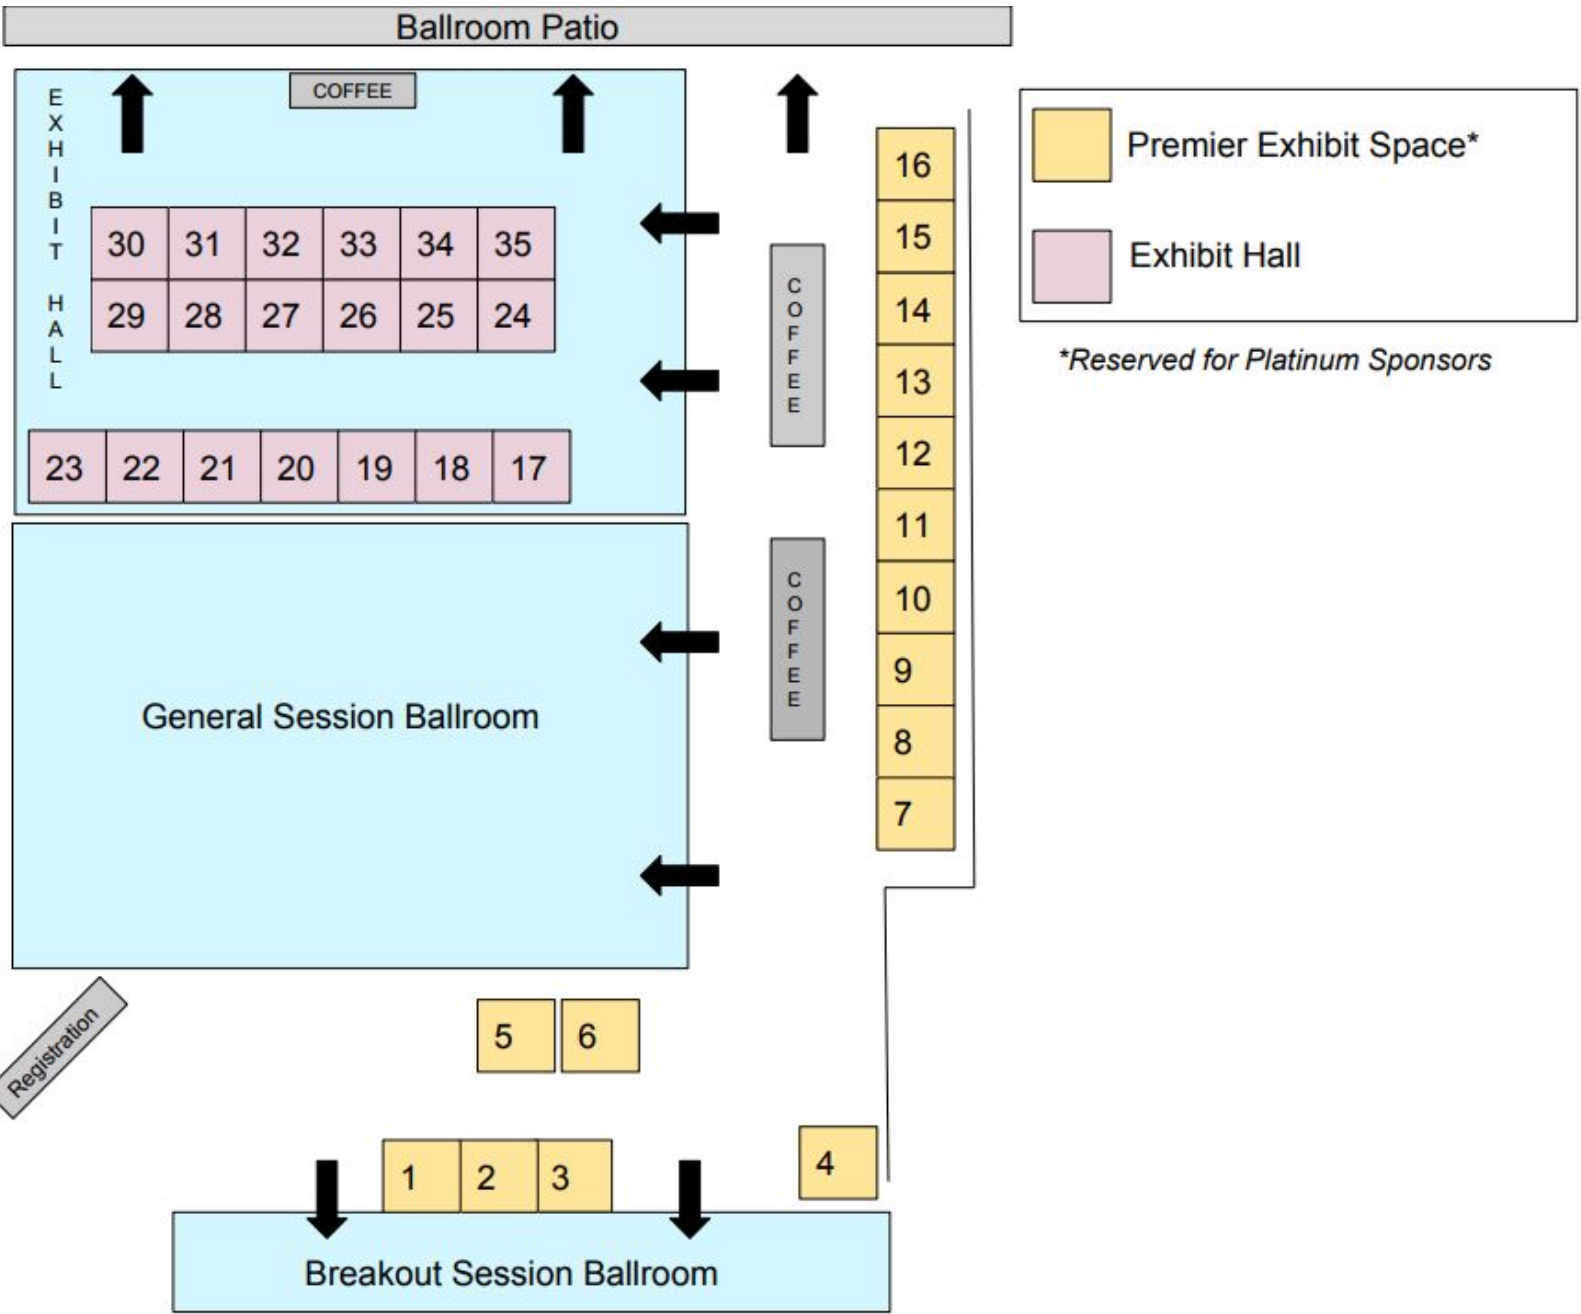 Ballroom Patio
EXHIBIT HALL
COFFEE
30 31 32 33 34 35
29 28 27 26 25 24
23 22 21 20 19 18 17
COFFEE
COFFEE
16
15
14
13
12
11
10
9
8
7
Premier Exhibit Space*
Exhibit Hall
*Reserved for Platinum Sponsors
General Session Ballroom
Registration
5 6
1 2 3
4
Breakout Session Ballroom